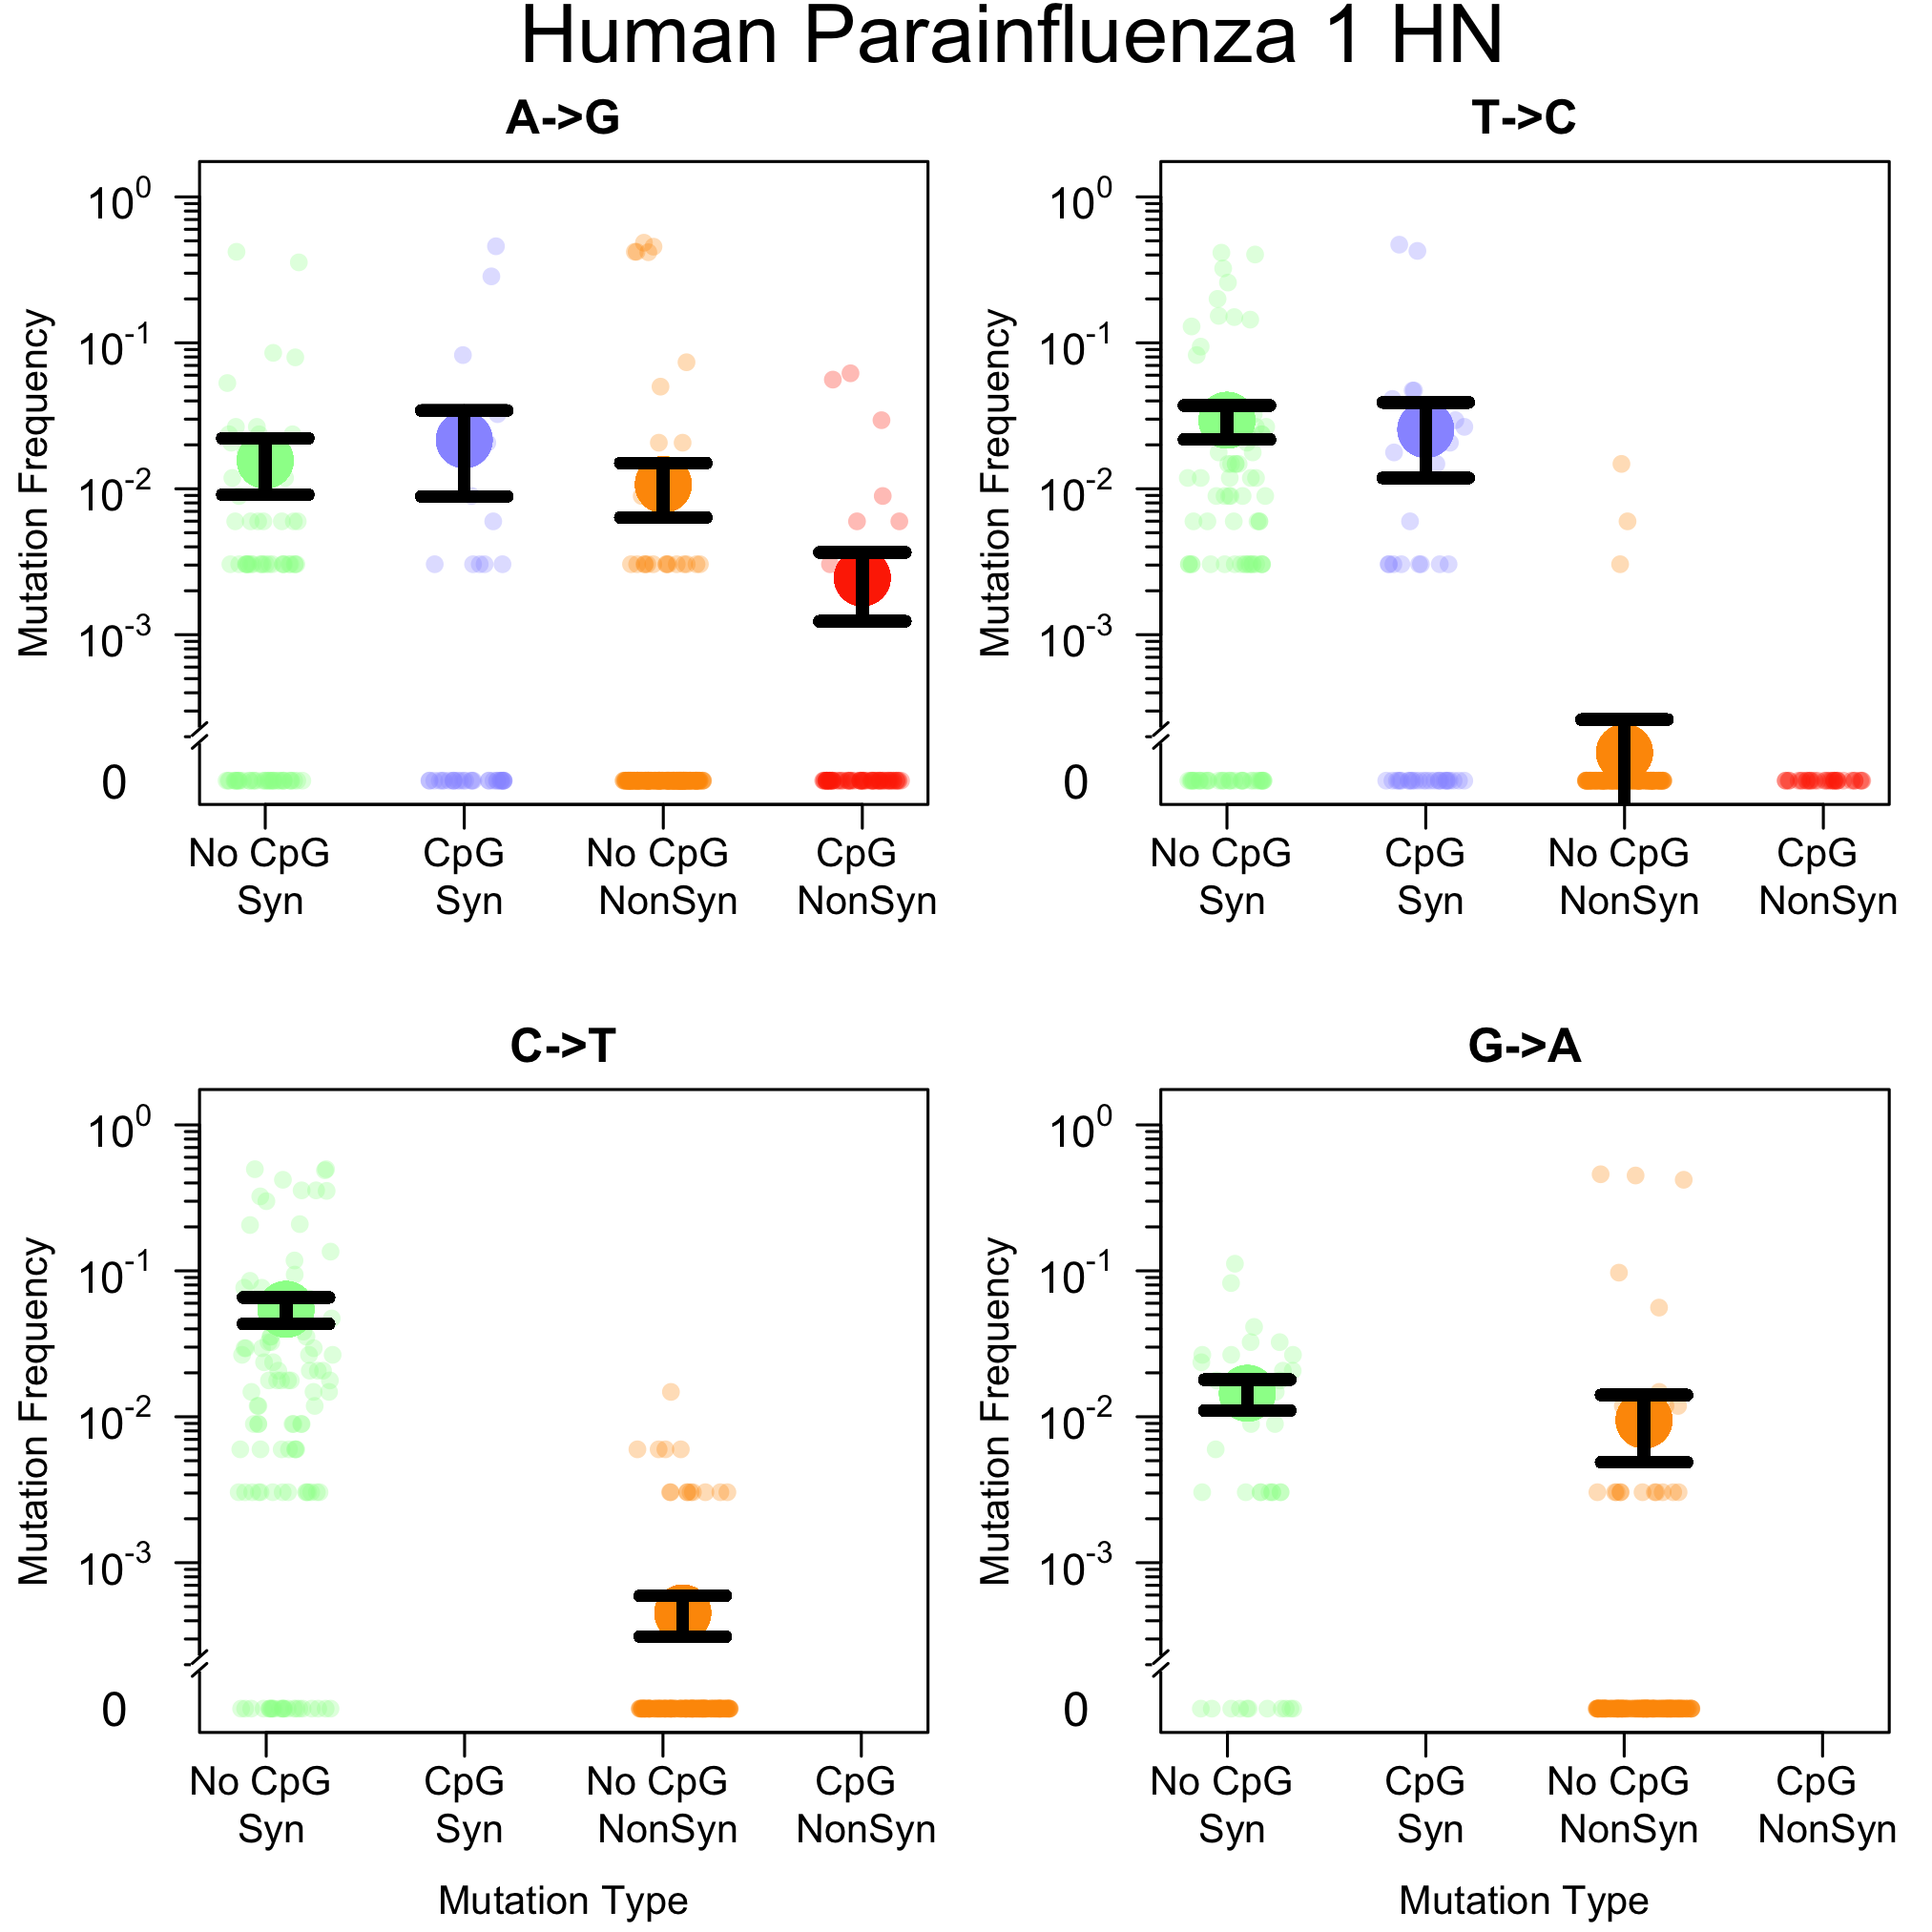 Human Parainfluenza 1 HN
A->G
Mutation Frequency
10^0
10^-1
10^-2
10^-3
0
No CpG Syn
CpG Syn
No CpG NonSyn
CpG NonSyn
T->C
Mutation Frequency
10^0
10^-1
10^-2
10^-3
0
No CpG Syn
CpG Syn
No CpG NonSyn
CpG NonSyn
C->T
Mutation Frequency
10^0
10^-1
10^-2
10^-3
0
No CpG Syn
CpG Syn
No CpG NonSyn
CpG NonSyn
Mutation Type
G->A
Mutation Frequency
10^0
10^-1
10^-2
10^-3
0
No CpG Syn
CpG Syn
No CpG NonSyn
CpG NonSyn
Mutation Type